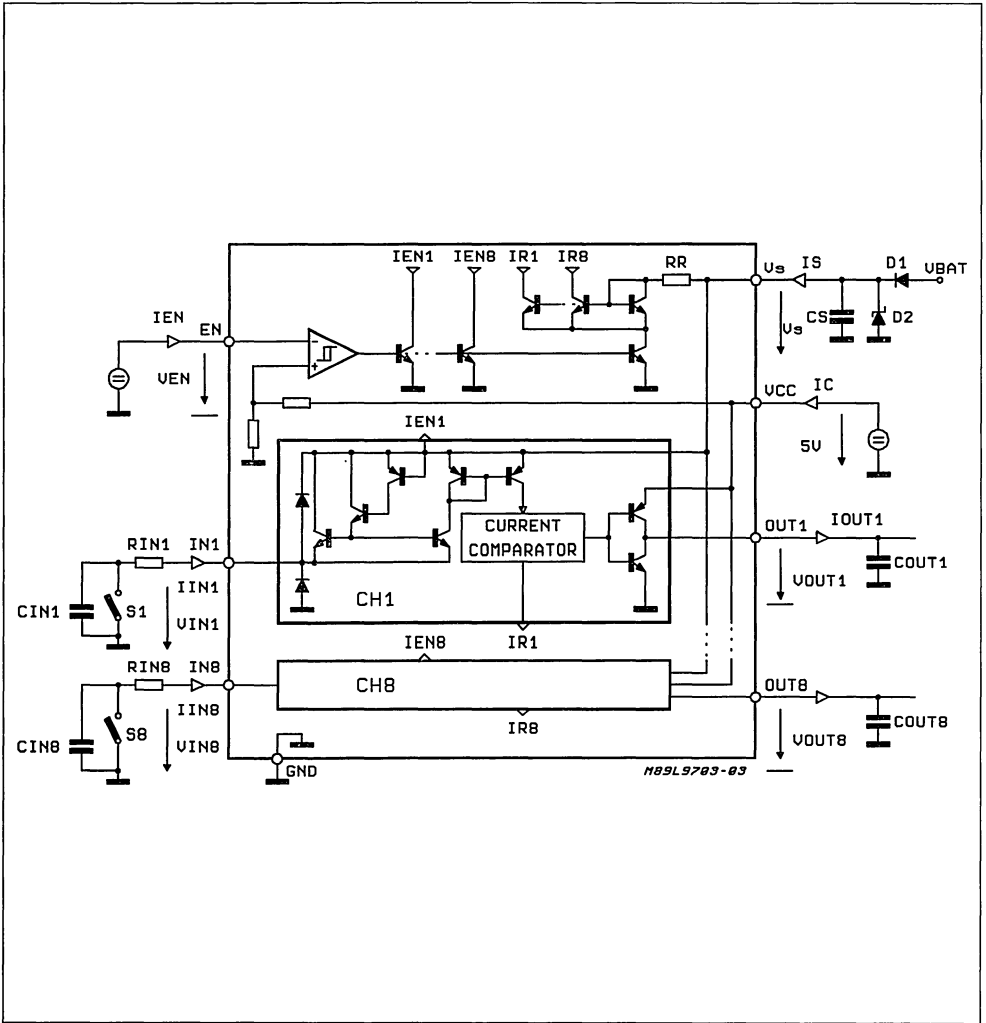 IEN1 IEN8 IR1 IR8
RR
Vs IS D1 VBAT
CS D2
Vs
IEN EN
VEN
− +
VCC IC
5V
IEN1
CURRENT
COMPARATOR
OUT1 IOUT1
COUT1
VOUT1
RIN1 IN1
IIN1
CIN1 S1 VIN1
CH1
IR1
IEN8
RIN8 IN8
CH8
OUT8
IIN8
CIN8 S8 VIN8
IR8
COUT8
VOUT8
GND
M89L9703-03